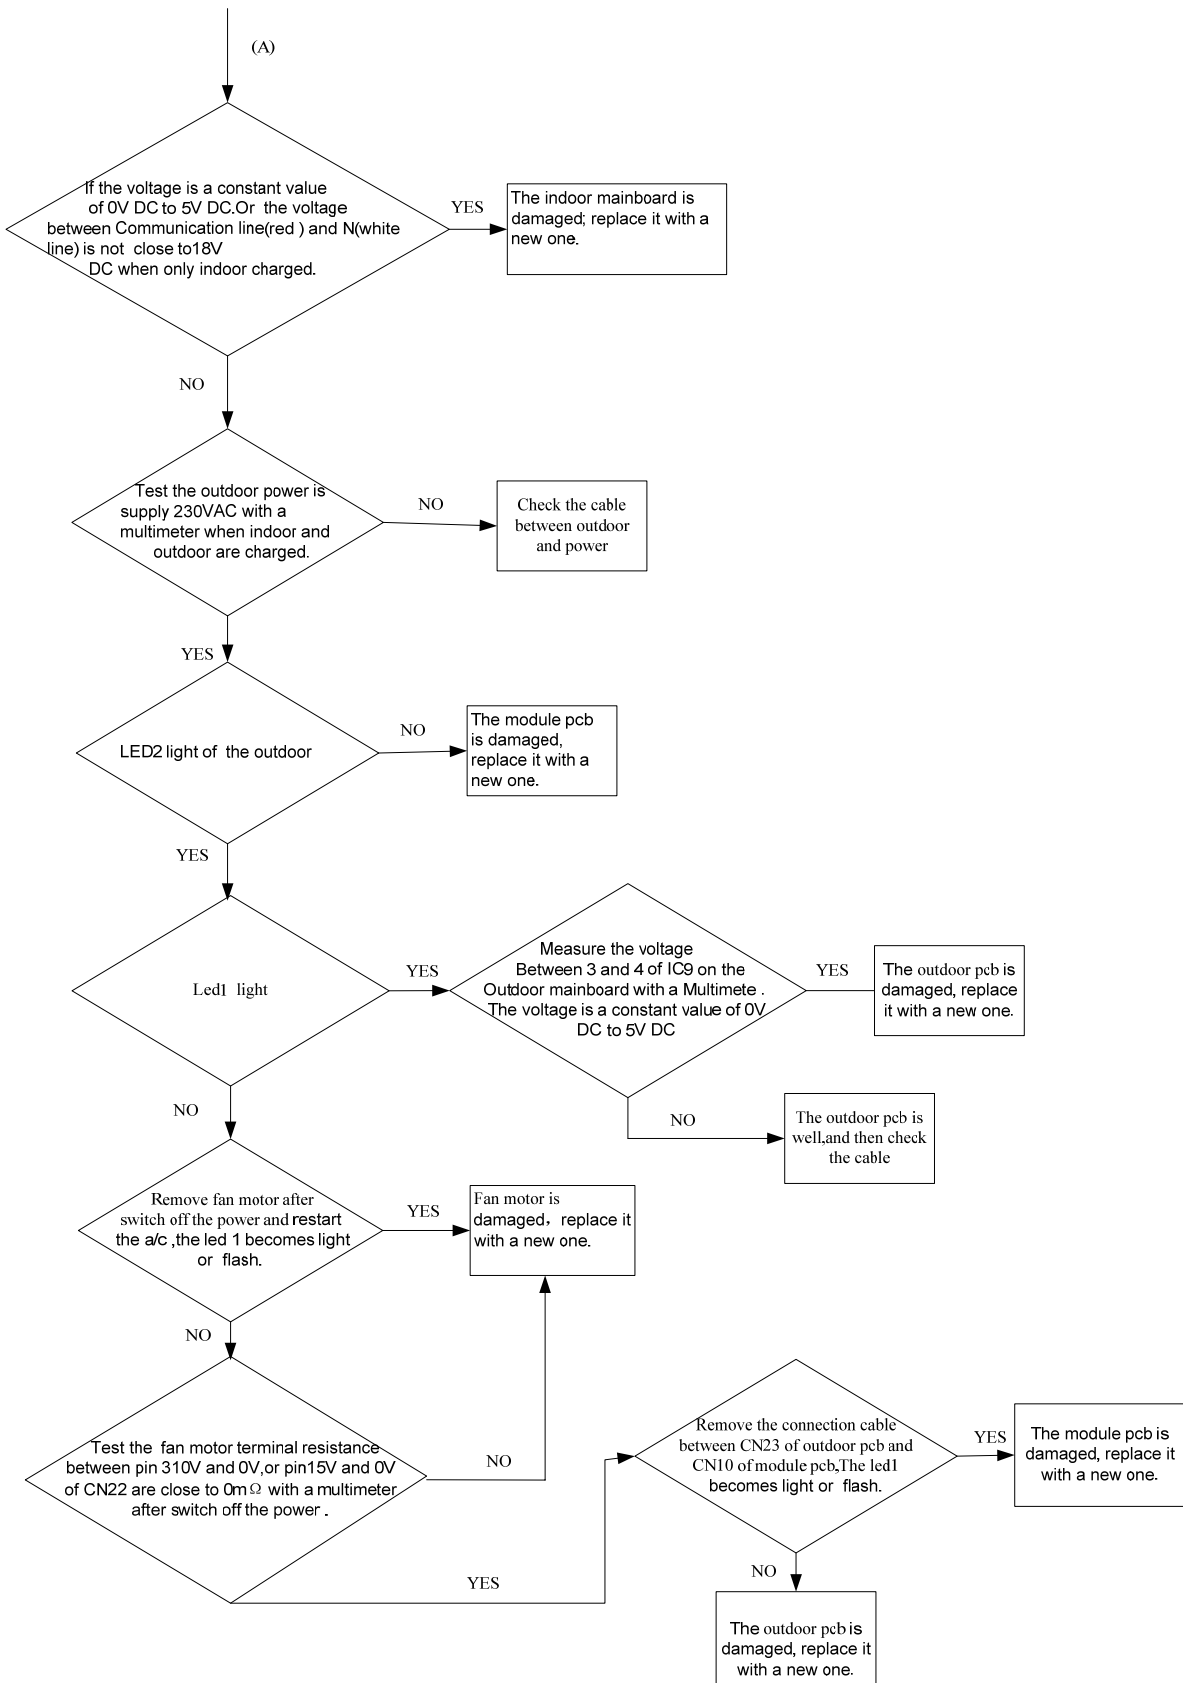 (A)
If the voltage is a constant value
of 0V DC to 5V DC.Or the voltage
between Communication line(red ) and N(white
line) is not close to18V
DC when only indoor charged.
YES
The indoor mainboard is
damaged; replace it with a
new one.
NO
Test the outdoor power is
supply 230VAC with a
multimeter when indoor and
outdoor are charged.
NO
Check the cable
between outdoor
and power
YES
LED2 light of the outdoor
NO
The module pcb
is damaged,
replace it with a
new one.
YES
Led1 light
YES
Measure the voltage
Between 3 and 4 of IC9 on the
Outdoor mainboard with a Multimete .
The voltage is a constant value of 0V
DC to 5V DC
YES
The outdoor pcb is
damaged, replace
it with a new one.
NO
The outdoor pcb is
well,and then check
the cable
NO
Remove fan motor after
switch off the power and restart
the a/c ,the led 1 becomes light
or flash.
YES
Fan motor is
damaged，replace it
with a new one.
NO
Test the fan motor terminal resistance
between pin 310V and 0V,or pin15V and 0V
of CN22 are close to 0mΩ with a multimeter
after switch off the power .
NO
YES
Remove the connection cable
between CN23 of outdoor pcb and
CN10 of module pcb,The led1
becomes light or flash.
YES
The module pcb is
damaged, replace it
with a new one.
NO
The outdoor pcb is
damaged, replace it
with a new one.